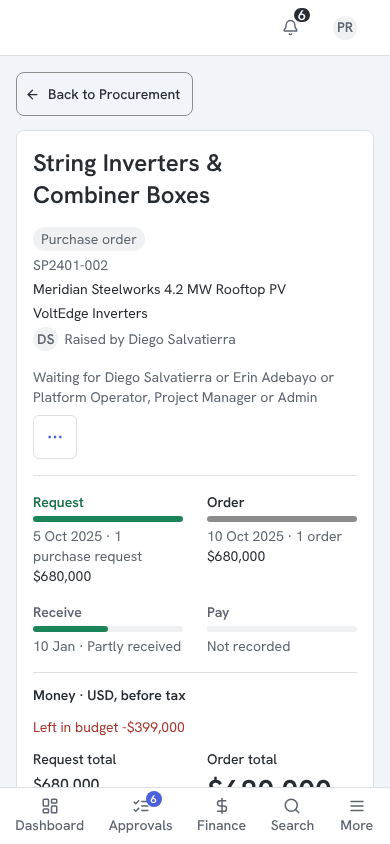 6
PR
← Back to Procurement
String Inverters &
Combiner Boxes
Purchase order
SP2401-002
Meridian Steelworks 4.2 MW Rooftop PV
VoltEdge Inverters
DS Raised by Diego Salvatierra
Waiting for Diego Salvatierra or Erin Adebayo or
Platform Operator, Project Manager or Admin
...
Request
5 Oct 2025 · 1
purchase request
$680,000
Order
10 Oct 2025 · 1 order
$680,000
Receive
10 Jan · Partly received
Pay
Not recorded
Money · USD, before tax
Left in budget -$399,000
Request total
$680,000
Order total
$680,000
6
Dashboard
Approvals
Finance
Search
More